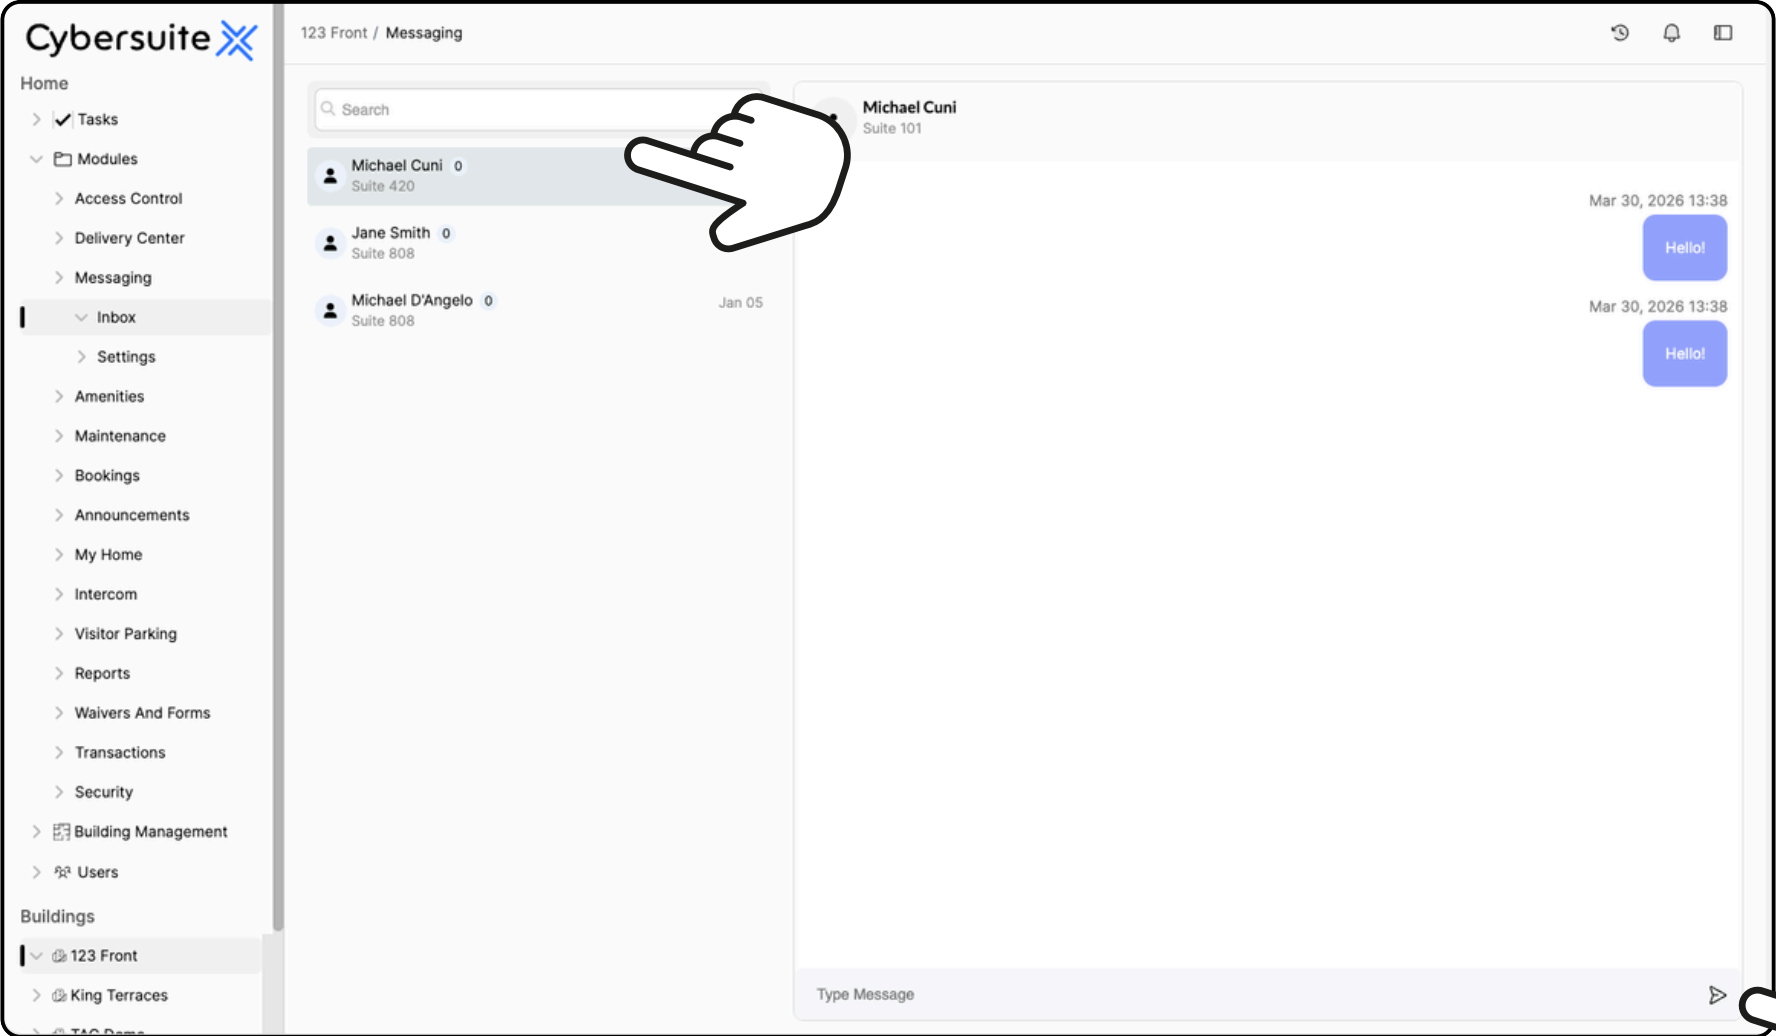 Cybersuite
Home
Tasks
Modules
Access Control
Delivery Center
Messaging
Inbox
Settings
Amenities
Maintenance
Bookings
Announcements
My Home
Intercom
Visitor Parking
Reports
Waivers And Forms
Transactions
Security
Building Management
Users
Buildings
123 Front
King Terraces
123 Front / Messaging
Search
Michael Cuni 0
Suite 420
Jane Smith 0
Suite 808
Michael D'Angelo 0 Jan 05
Suite 808
Michael Cuni
Suite 101
Mar 30, 2026 13:38
Hello!
Mar 30, 2026 13:38
Hello!
Type Message